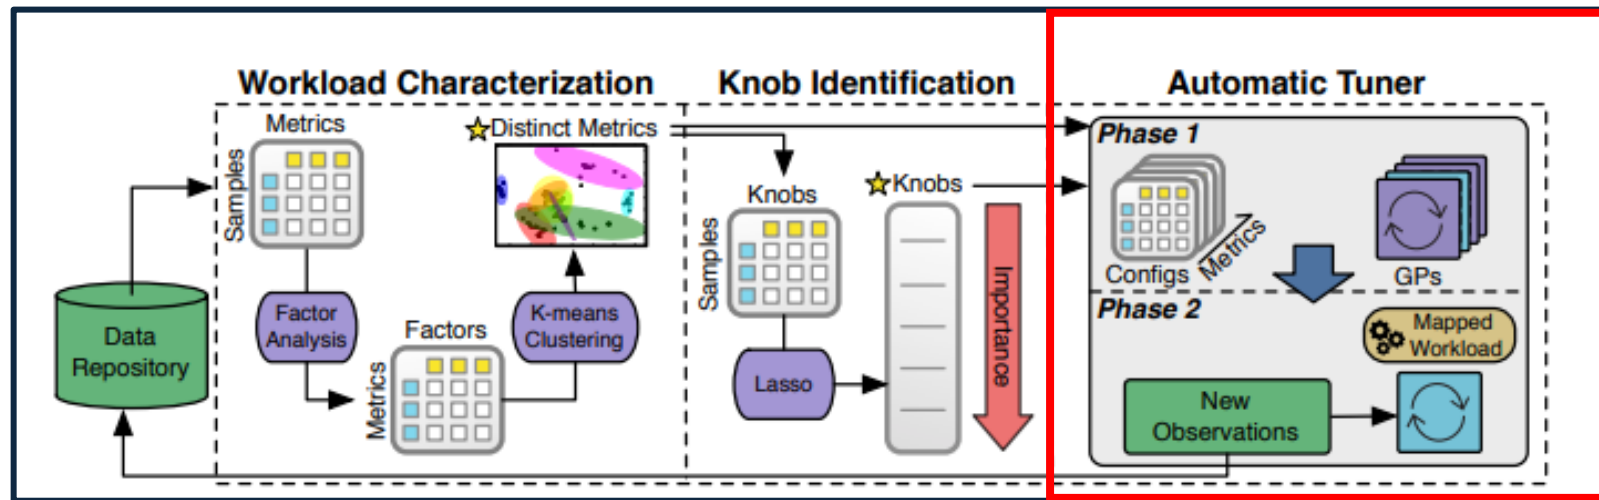 Workload Characterization
Knob Identification
Automatic Tuner
Metrics
Samples
Distinct Metrics
Factor
Analysis
Factors
Metrics
K-means
Clustering
Data
Repository
Knobs
Samples
Lasso
Knobs
Importance
Phase 1
Configs
Metrics
GPs
Phase 2
Mapped
Workload
New
Observations